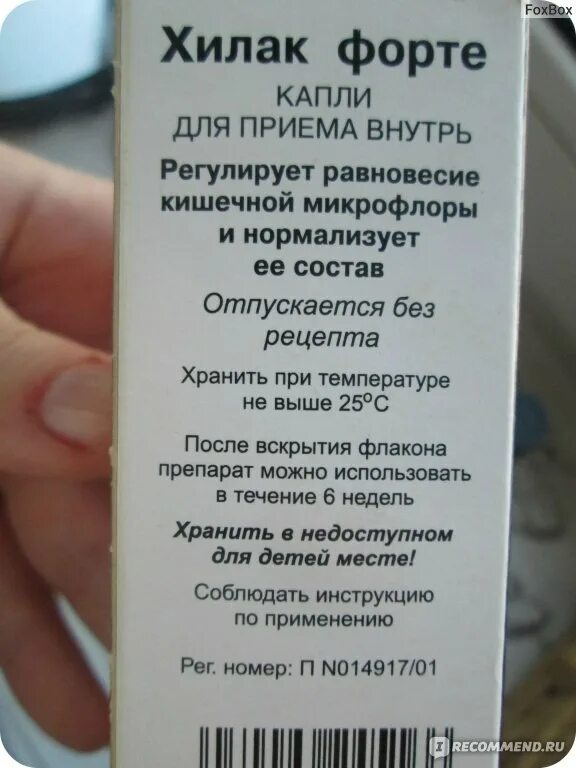 FoxBox
Хилак форте
КАПЛИ
ДЛЯ ПРИЕМА ВНУТРЬ
Регулирует равновесие
кишечной микрофлоры
и нормализует
ее состав
Отпускается без
рецепта
Хранить при температуре
не выше 25°С
После вскрытия флакона
препарат можно использовать
в течение 6 недель
Хранить в недоступном
для детей месте!
Соблюдать инструкцию
по применению
Рег. номер: П N014917/01
IRECOMMEND.RU